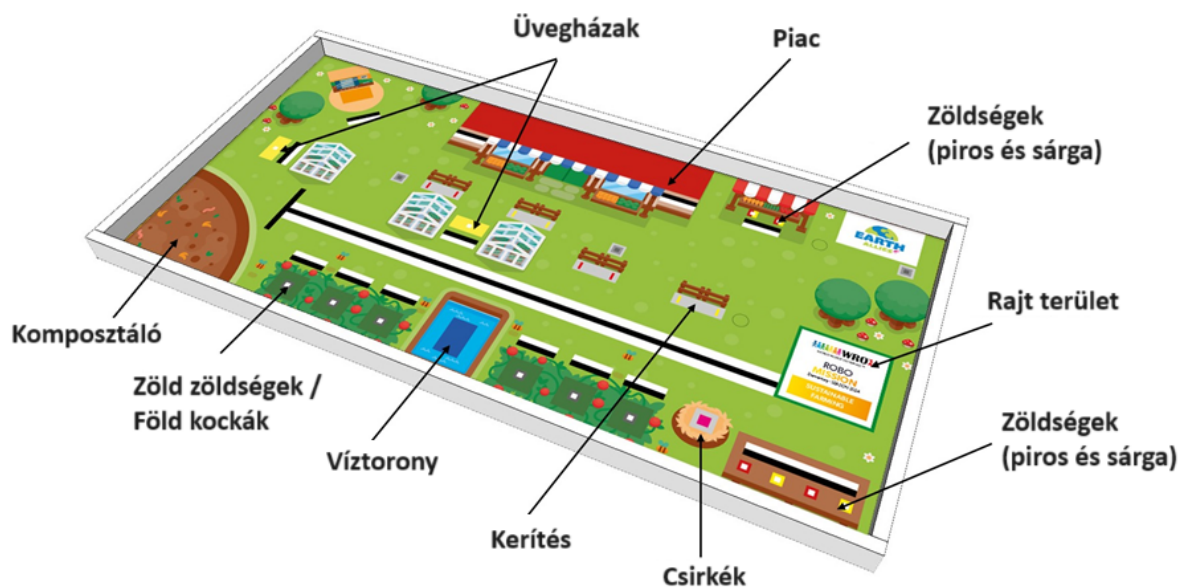 Üvegházak
Piac
Zöldségek
(piros és sárga)
EARTH
ALLIES
Rajt terület
Komposztáló
WRO
ROBO
MISSION
SUSTAINABLE
FARMING
Zöld zöldségek /
Föld kockák
Víztorony
Zöldségek
(piros és sárga)
Kerítés
Csirkék